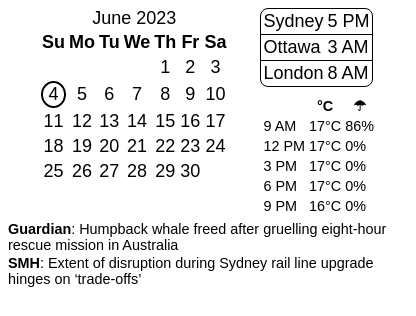 June 2023
Su Mo Tu We Th Fr Sa
1 2 3
4 5 6 7 8 9 10
11 12 13 14 15 16 17
18 19 20 21 22 23 24
25 26 27 28 29 30
Sydney 5 PM
Ottawa 3 AM
London 8 AM
°C ☂
9 AM 17°C 86%
12 PM 17°C 0%
3 PM 17°C 0%
6 PM 17°C 0%
9 PM 16°C 0%
Guardian: Humpback whale freed after gruelling eight-hour
rescue mission in Australia
SMH: Extent of disruption during Sydney rail line upgrade
hinges on ‘trade-offs’